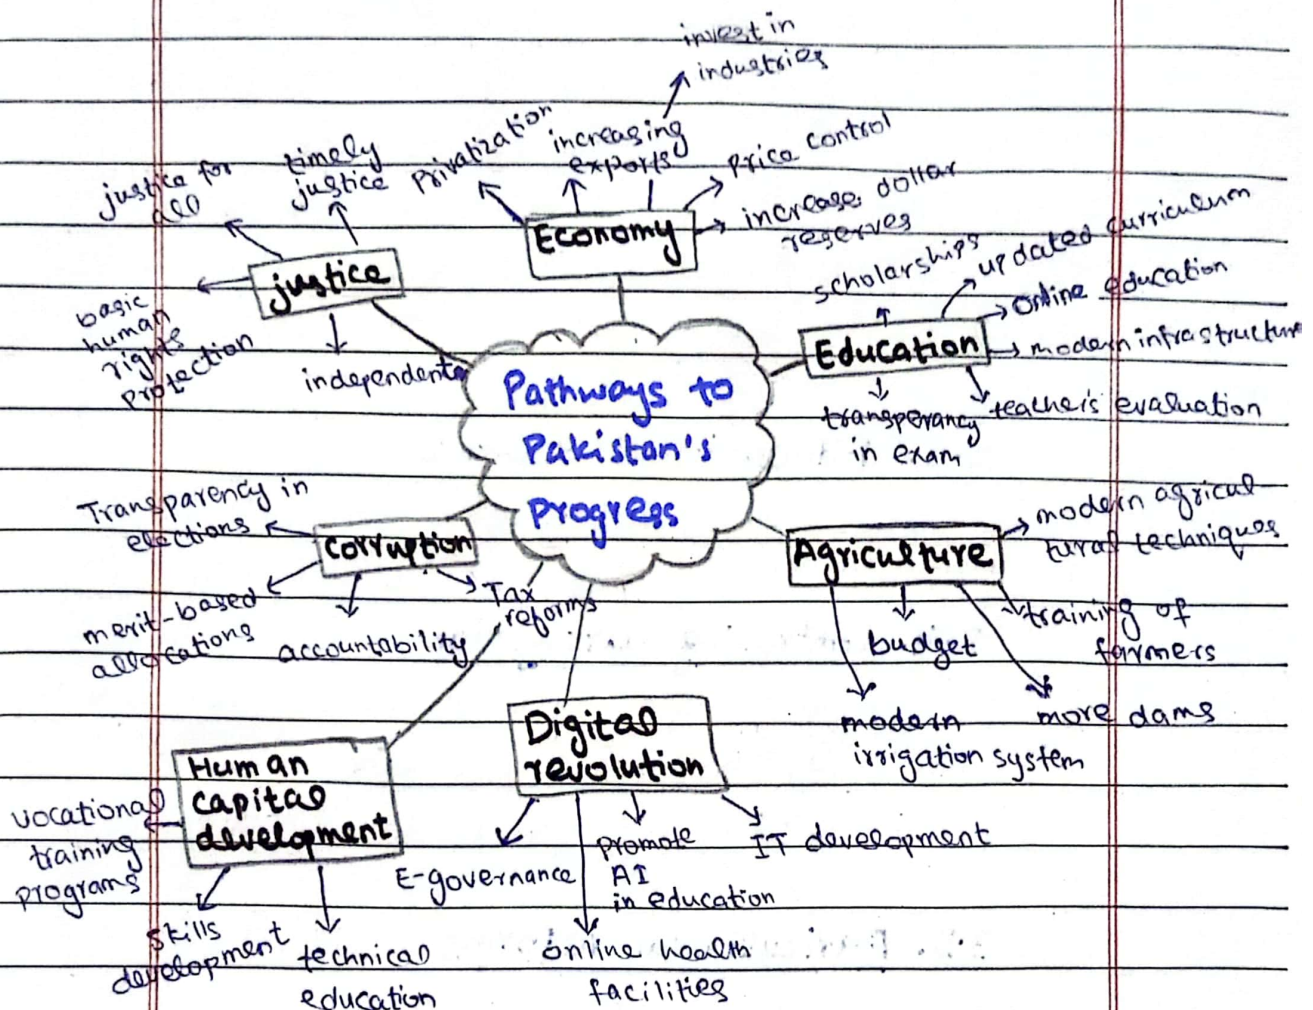 invest in
industries
Privatization
increasing
exports
Price control
increase dollar
reserves
Economy
justice for
all
timely
justice
justice
basic
human
rights
protection
independent
scholarships
updated curriculum
online education
modern infrastructure
Education
transperancy
in exam
teacher's evaluation
Pathways to
Pakistan's
Progress
Transparency in
elections
corruption
merit-based
allocations
accountability
Tax
reforms
Agriculture
modern agricul
tural techniques
training of
farmers
budget
more dams
modern
irrigation system
Human
capital
development
vocational
training
programs
skills
development
technical
education
Digital
revolution
E-governance
promote
AI
in education
IT development
online health
facilities